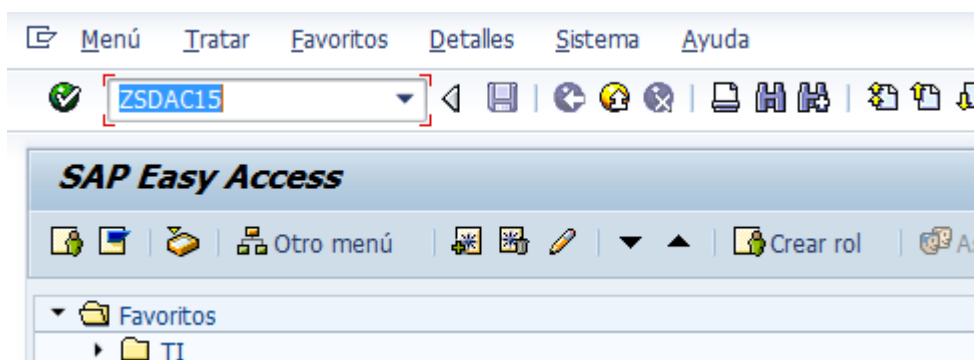 Menú Tratar Favoritos Detalles Sistema Ayuda
ZSDAC15
SAP Easy Access
Otro menú Crear rol
Favoritos
TI